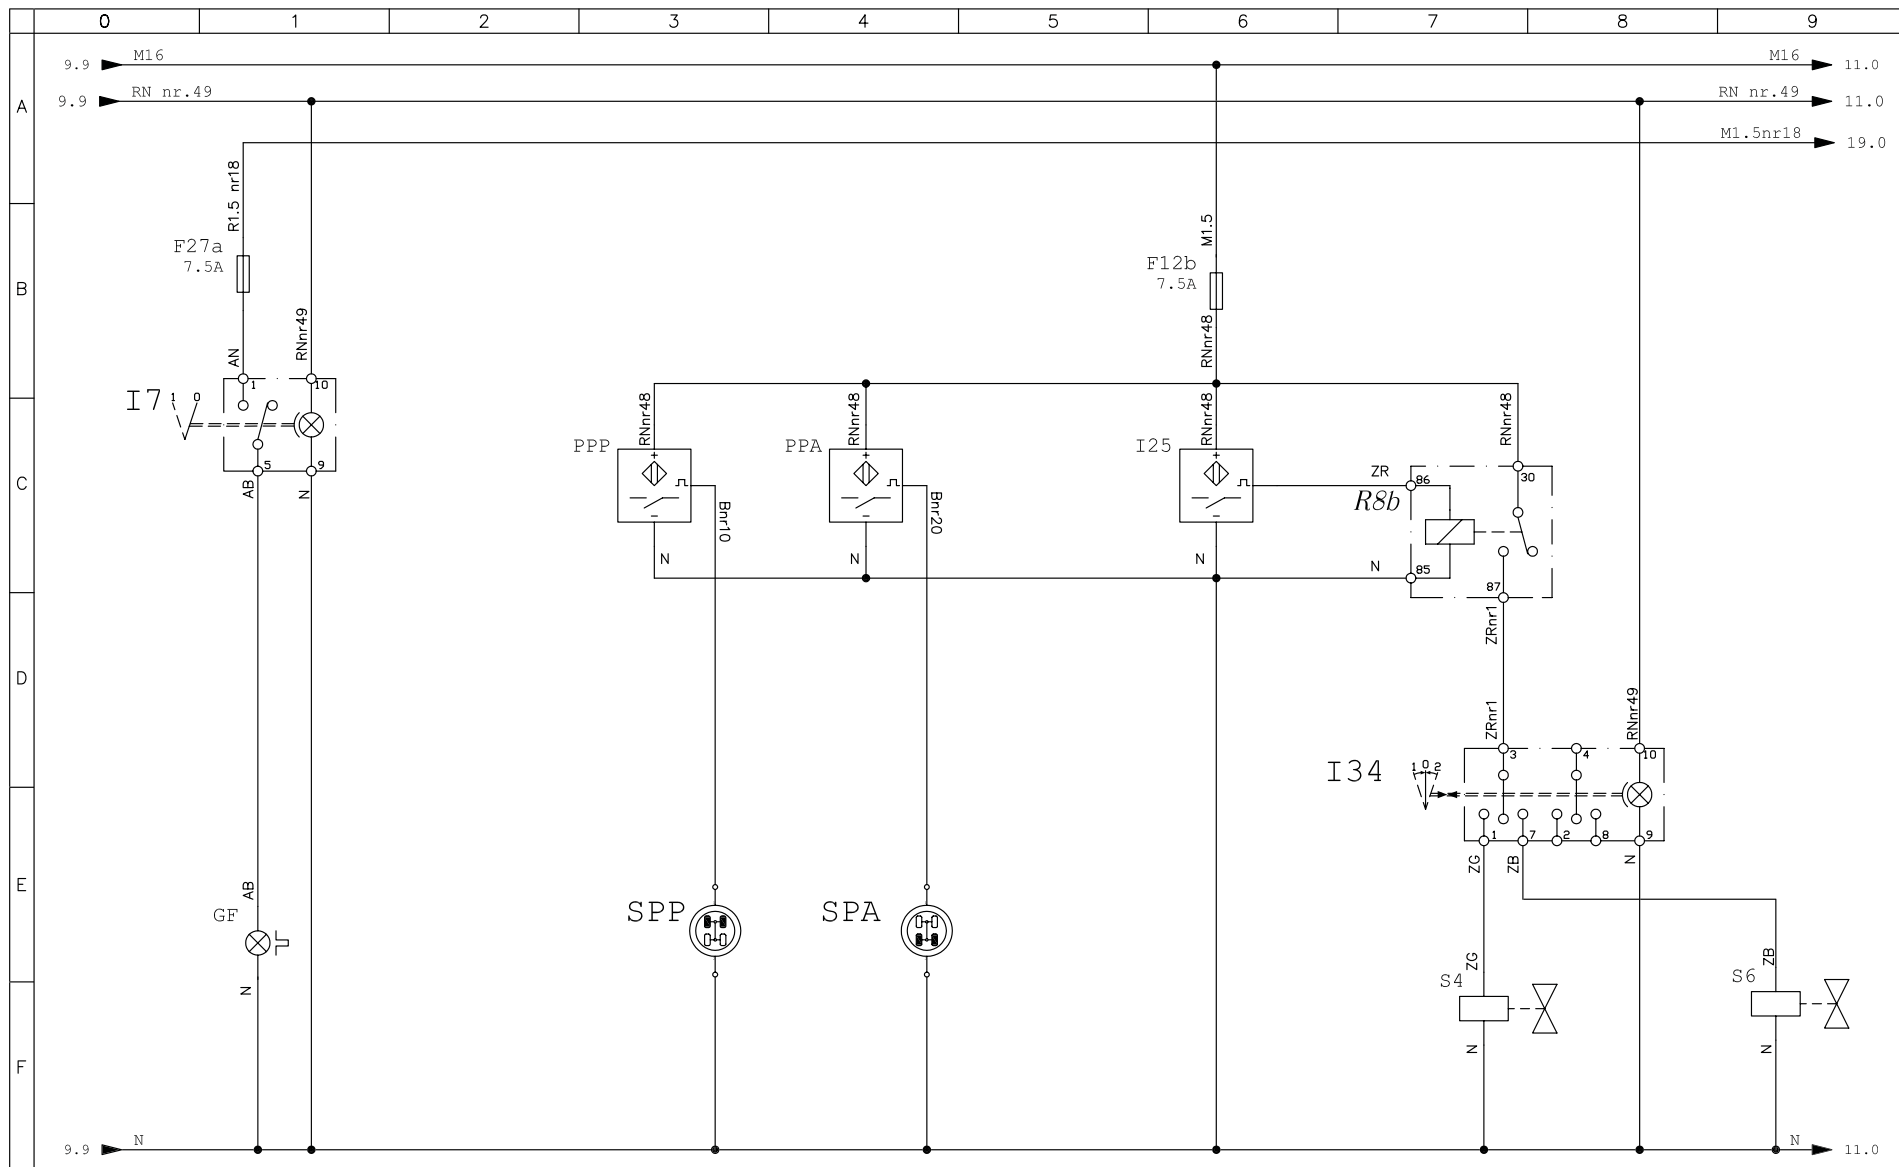 0 1 2 3 4 5 6 7 8 9
A
B
C
D
E
F
9.9 M16 M16 11.0
9.9 RN nr.49 RN nr.49 11.0
M1.5nr18 19.0
R1.5 nr18
F27a
7.5A
AN
RNnr49
M1.5
F12b
7.5A
RNnr48
I7 1 0
1 10
5 9
AB
N
RNnr48
PPP
+
-
N
Bnr10
RNnr48
PPA
+
-
N
Bnr20
RNnr48
I25
+
-
N
RNnr48
ZR
86 30
R8b
N 85
87
ZRnr1
ZRnr1
RNnr49
I34 1 0 2
3 4 10
1 7 2 8 9
ZG
ZB
N
AB
GF
N
SPP
SPA
ZG
S4
N
ZB
S6
N
9.9 N N 11.0